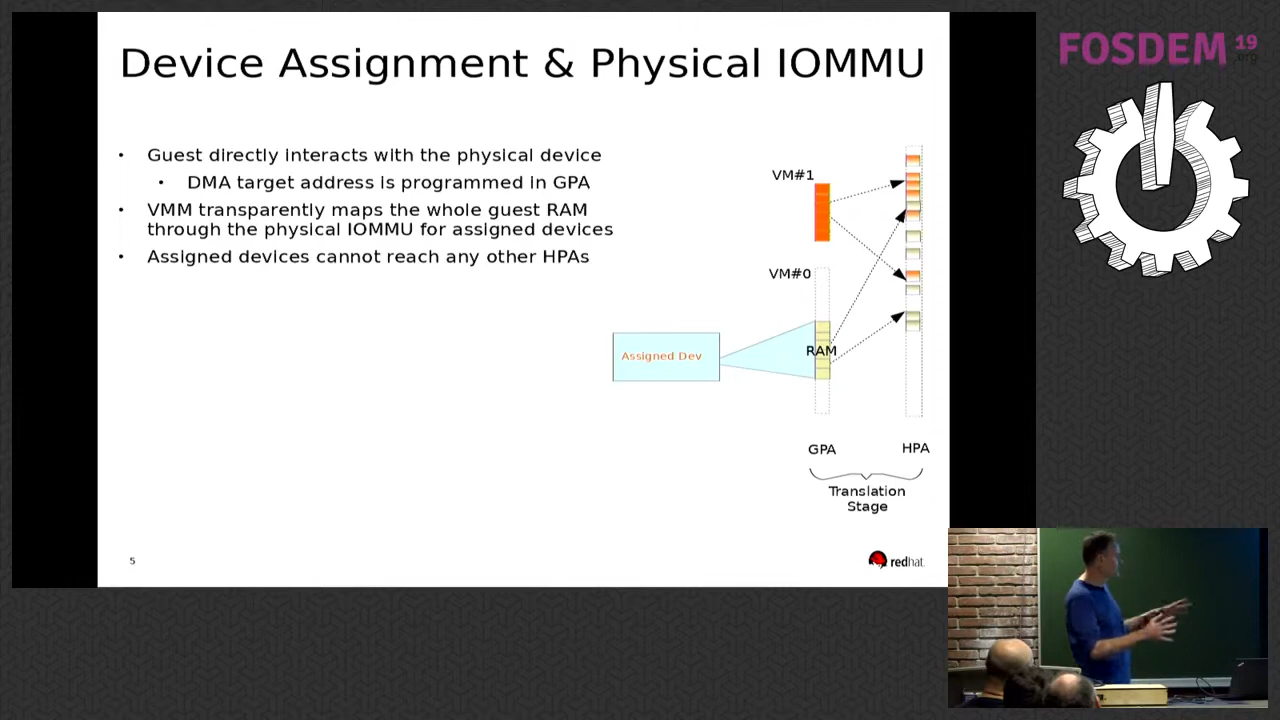 Device Assignment & Physical IOMMU
• Guest directly interacts with the physical device
• DMA target address is programmed in GPA
• VMM transparently maps the whole guest RAM
through the physical IOMMU for assigned devices
• Assigned devices cannot reach any other HPAs
VM#1
VM#0
Assigned Dev
RAM
GPA
HPA
Translation
Stage
5
redhat.
FOSDEM 19
.org